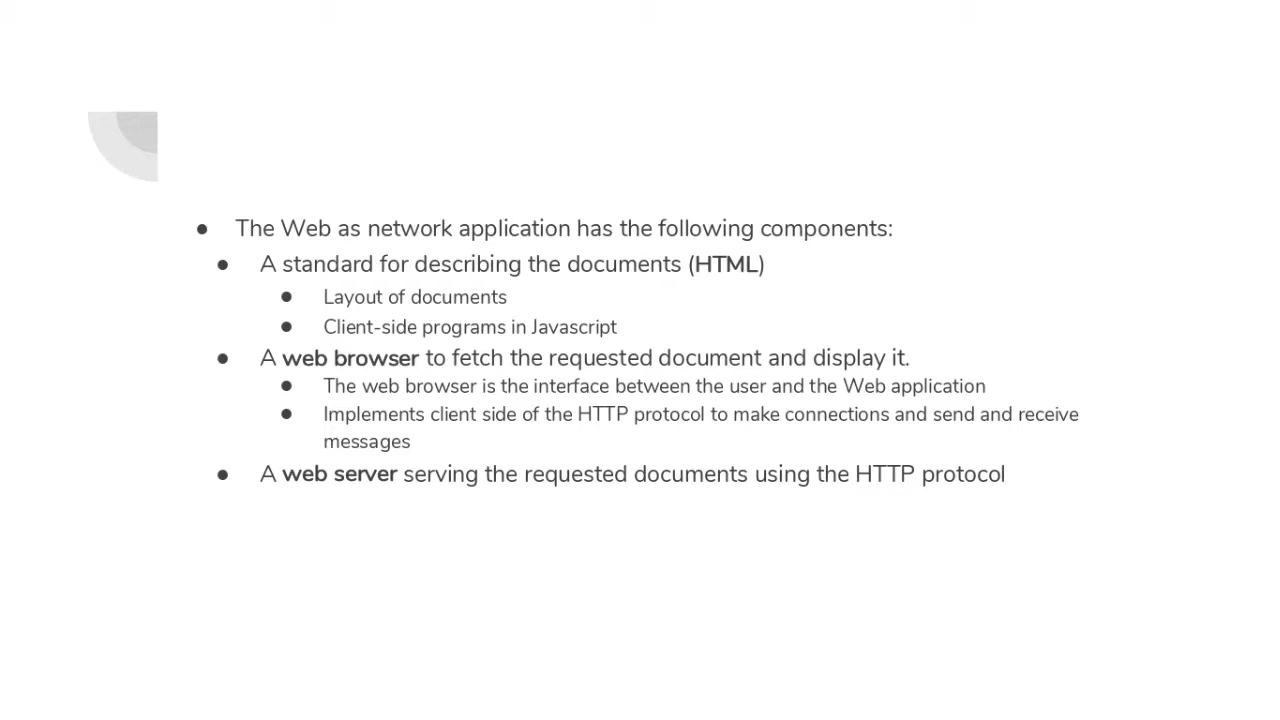 ● The Web as network application has the following components:
● A standard for describing the documents (HTML)
● Layout of documents
● Client-side programs in Javascript
● A web browser to fetch the requested document and display it.
● The web browser is the interface between the user and the Web application
● Implements client side of the HTTP protocol to make connections and send and receive
messages
● A web server serving the requested documents using the HTTP protocol